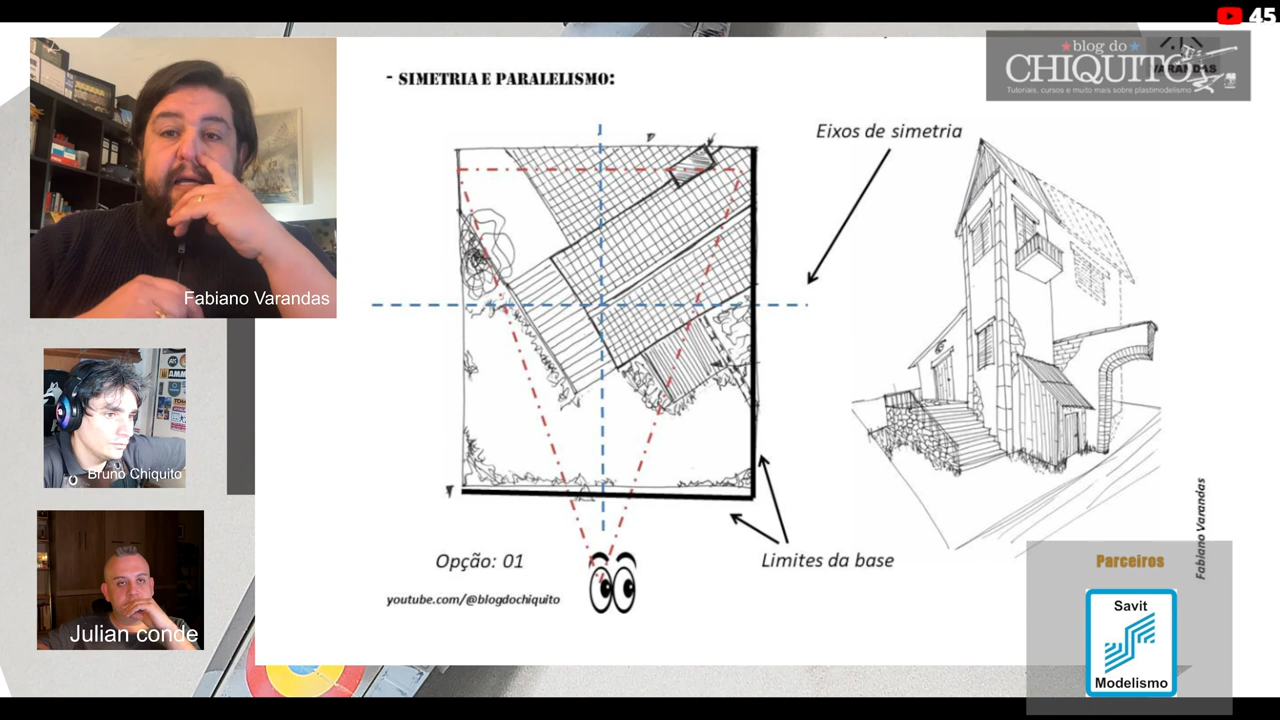 45
blog do
CHIQUITO
VARANDAS
Tutoriais, cursos e muito mais sobre plastimodelismo
- SIMETRIA E PARALELISMO:
Eixos de simetria
Fabiano Varandas
Bruno Chiquito
Julian conde
Opção: 01
Limites da base
youtube.com/@blogdochiquito
Fabiano Varandas
Parceiros
Savit
Modelismo